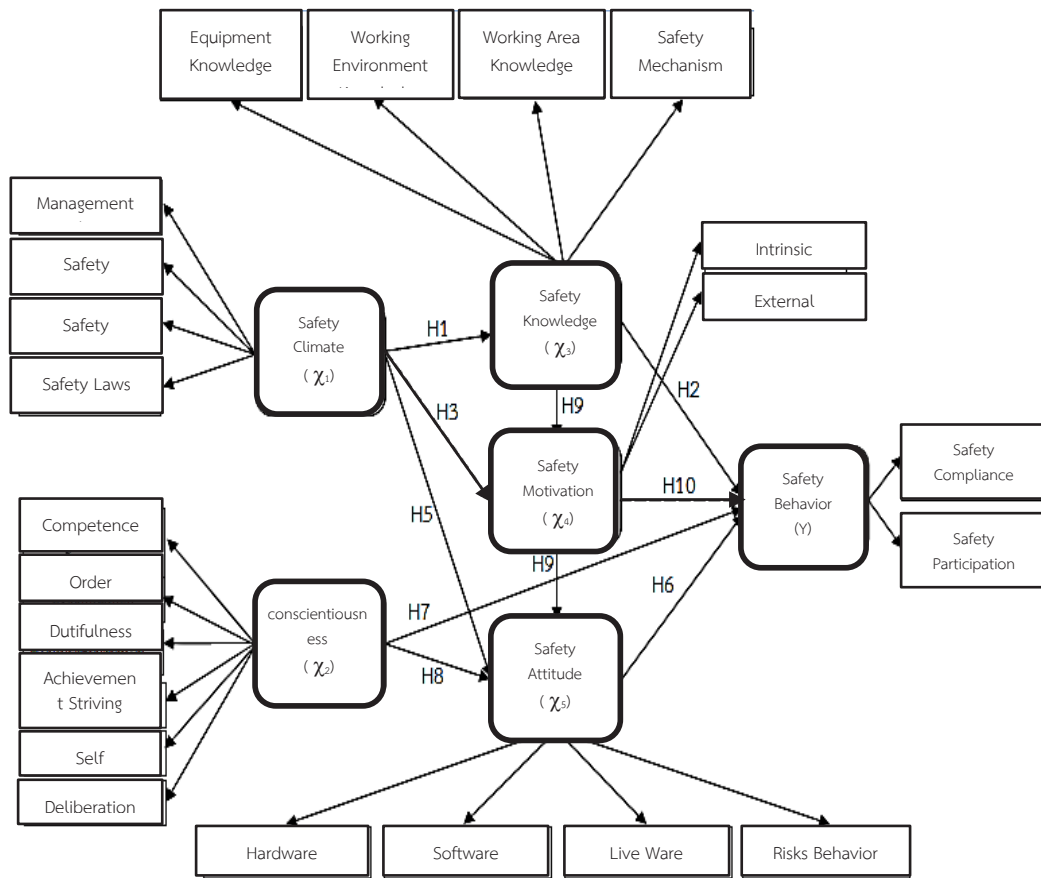 Equipment
Knowledge
Working
Environment
Working Area
Knowledge
Safety
Mechanism
Management
Safety
Safety
Safety Laws
Safety
Climate
( χ1)
H1
H3
H5
Safety
Knowledge
( χ3)
H9
H2
Intrinsic
External
Safety
Motivation
( χ4)
H10
H9
Safety
Behavior
(Y)
Safety
Compliance
Safety
Participation
Competence
Order
Dutifulness
Achievemen
t Striving
Self
Deliberation
conscientiousn
ess
( χ2)
H7
H8
H6
Safety
Attitude
( χ5)
Hardware
Software
Live Ware
Risks Behavior